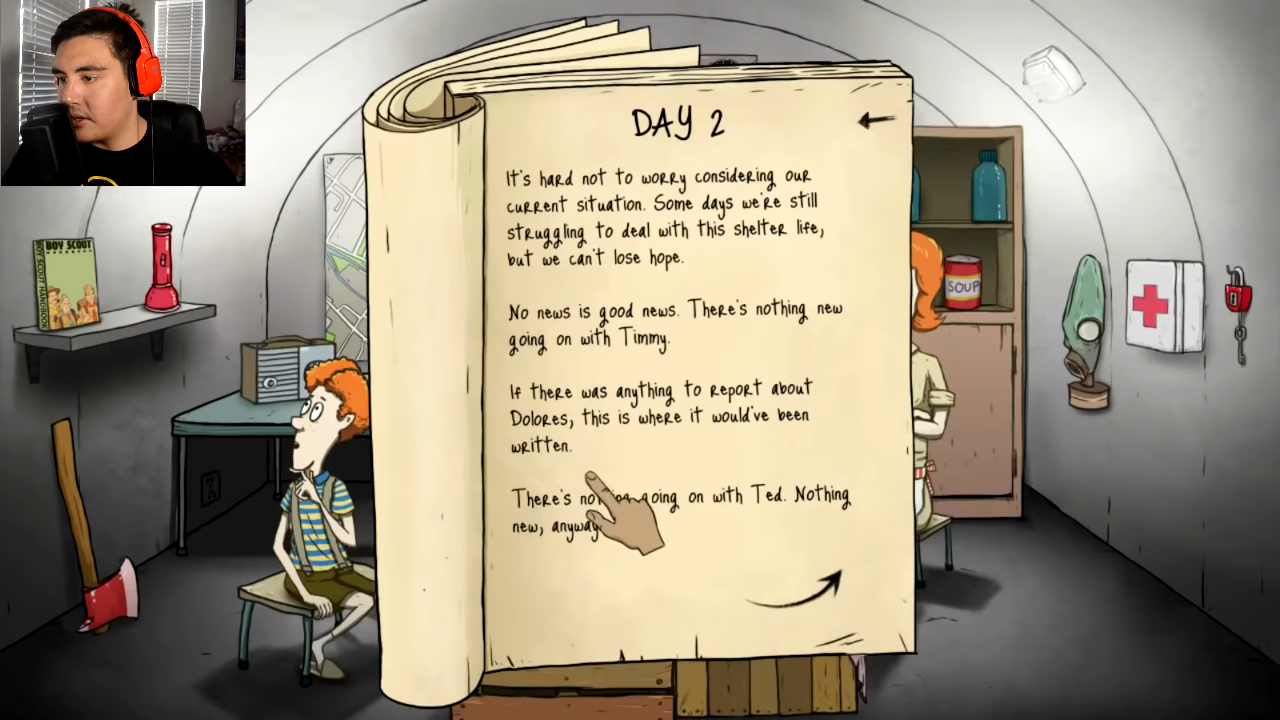 DAY 2
It's hard not to worry considering our
current situation. Some days we're still
struggling to deal with this shelter life,
but we can't lose hope.
No news is good news. There's nothing new
going on with Timmy.
If there was anything to report about
Dolores, this is where it would've been
written.
There's going on with Ted. Nothing
new, anyway
BOY SCOUT
BOY SCOUT HANDBOOK
SOUP